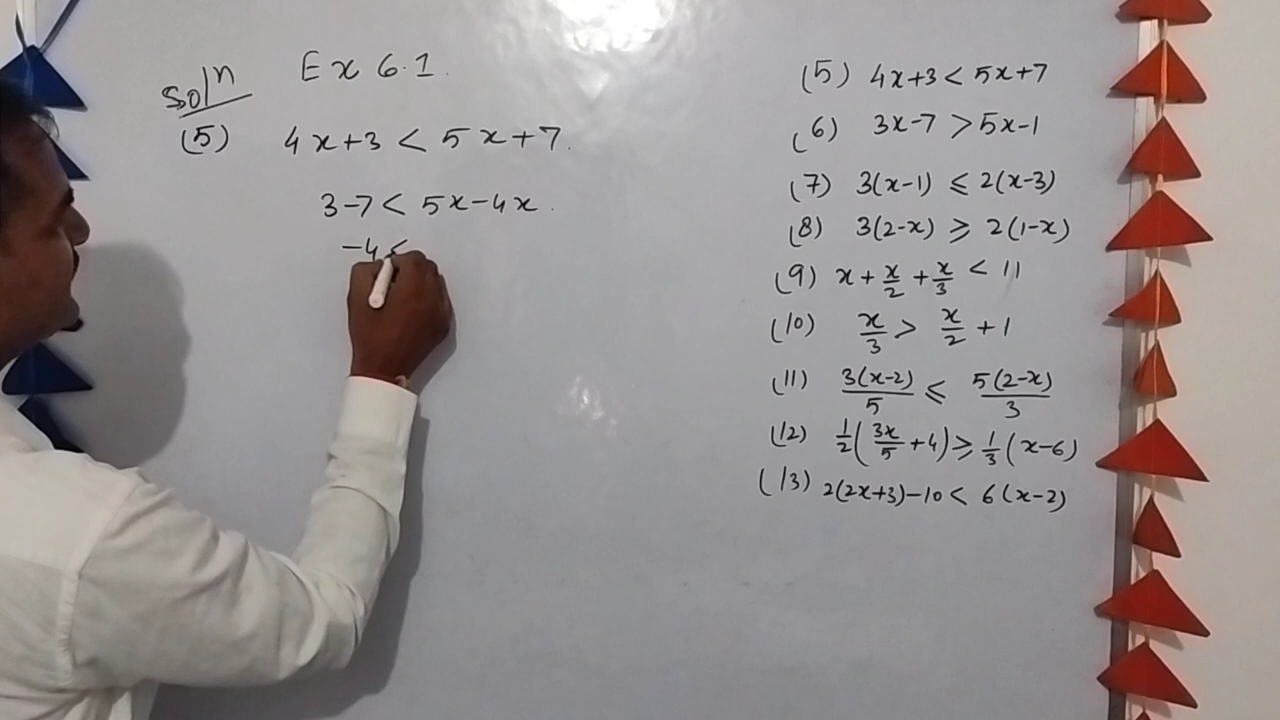 Ex 6.1.
Solⁿ
(5) 4x+3 < 5x+7.
3-7 < 5x-4x.
-4 <
(5) 4x+3 < 5x+7
(6) 3x-7 > 5x-1
(7) 3(x-1) ≤ 2(x-3)
(8) 3(2-x) ≥ 2(1-x)
(9) x + x/2 + x/3 < 11
(10) x/3 > x/2 + 1
(11) 3(x-2)/5 ≤ 5(2-x)/3
(12) 1/2(3x/5 + 4) ≥ 1/3(x-6)
(13) 2(2x+3)-10 < 6(x-2)